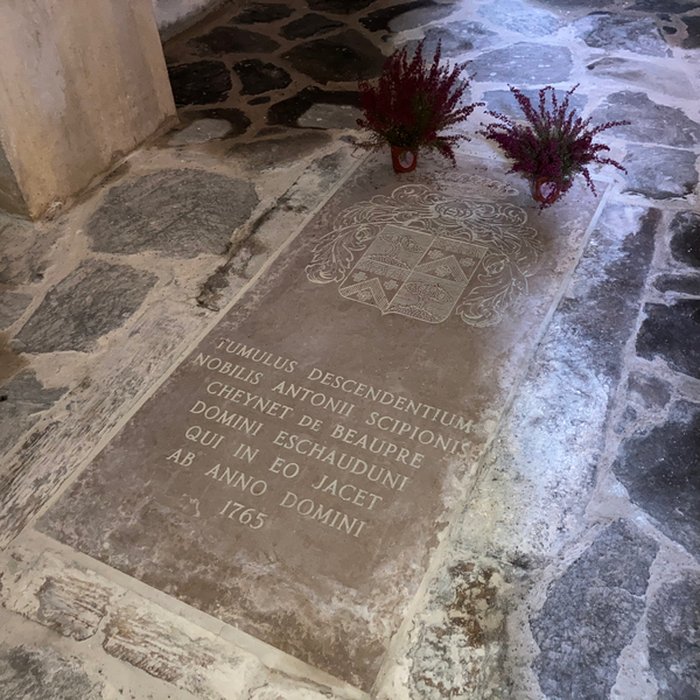 TUMULUS DESCENDENTIUM
NOBILIS ANTONII SCIPIONIS
CHEYNET DE BEAUPRE
DOMINI ESCHAUDUNI
QUI IN EO JACET
AB ANNO DOMINI
1765